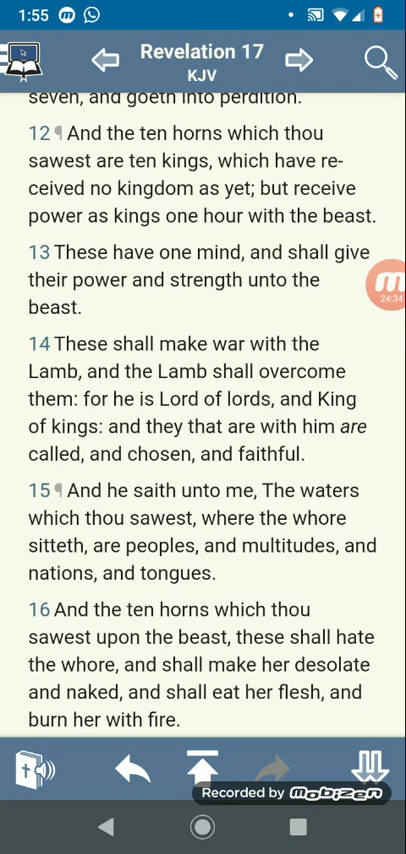 1:55
Revelation 17
KJV
seven, and goeth into perdition.
12 ¶ And the ten horns which thou
sawest are ten kings, which have re-
ceived no kingdom as yet; but receive
power as kings one hour with the beast.
13 These have one mind, and shall give
their power and strength unto the
beast.
24:34
14 These shall make war with the
Lamb, and the Lamb shall overcome
them: for he is Lord of lords, and King
of kings: and they that are with him are
called, and chosen, and faithful.
15 ¶ And he saith unto me, The waters
which thou sawest, where the whore
sitteth, are peoples, and multitudes, and
nations, and tongues.
16 And the ten horns which thou
sawest upon the beast, these shall hate
the whore, and shall make her desolate
and naked, and shall eat her flesh, and
burn her with fire.
Recorded by mobizen